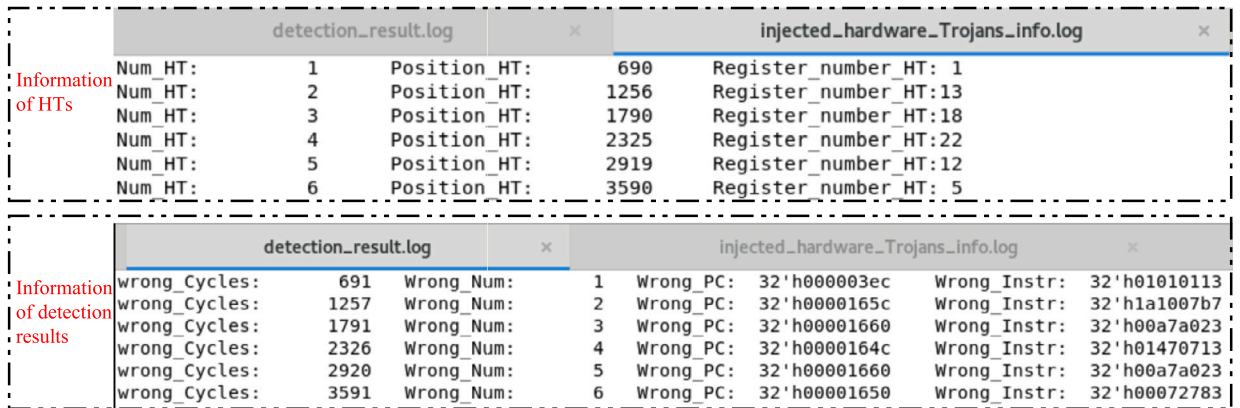 detection_result.log × injected_hardware_Trojans_info.log ×
Information of HTs
Num_HT: 1 Position_HT: 690 Register_number_HT: 1
Num_HT: 2 Position_HT: 1256 Register_number_HT:13
Num_HT: 3 Position_HT: 1790 Register_number_HT:18
Num_HT: 4 Position_HT: 2325 Register_number_HT:22
Num_HT: 5 Position_HT: 2919 Register_number_HT:12
Num_HT: 6 Position_HT: 3590 Register_number_HT: 5
detection_result.log × injected_hardware_Trojans_info.log ×
Information of detection results
wrong_Cycles: 691 Wrong_Num: 1 Wrong_PC: 32'h000003ec Wrong_Instr: 32'h01010113
wrong_Cycles: 1257 Wrong_Num: 2 Wrong_PC: 32'h0000165c Wrong_Instr: 32'h1a1007b7
wrong_Cycles: 1791 Wrong_Num: 3 Wrong_PC: 32'h00001660 Wrong_Instr: 32'h00a7a023
wrong_Cycles: 2326 Wrong_Num: 4 Wrong_PC: 32'h0000164c Wrong_Instr: 32'h01470713
wrong_Cycles: 2920 Wrong_Num: 5 Wrong_PC: 32'h00001660 Wrong_Instr: 32'h00a7a023
wrong_Cycles: 3591 Wrong_Num: 6 Wrong_PC: 32'h00001650 Wrong_Instr: 32'h00072783